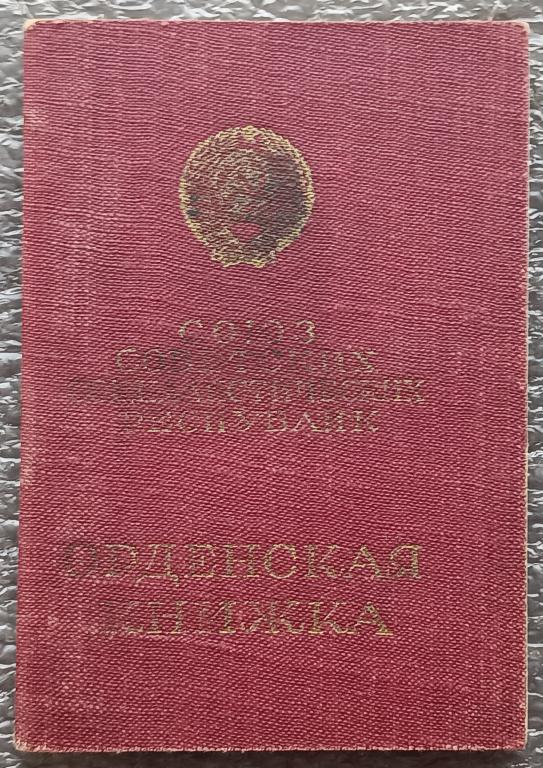 СОЮЗ
СОВЕТСКИХ
СОЦИАЛИСТИЧЕСКИХ
РЕСПУБЛИК
ОРДЕНСКАЯ
КНИЖКА